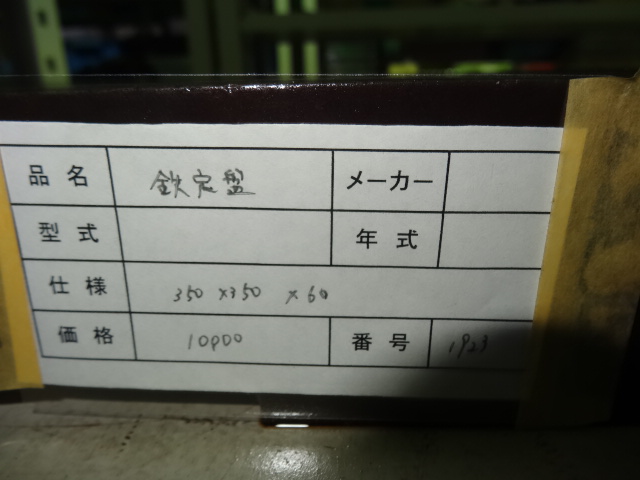 品名 鉄定盤 メーカー
型式 年式
仕様 350×350 ×60
価格 10000 番号 1923